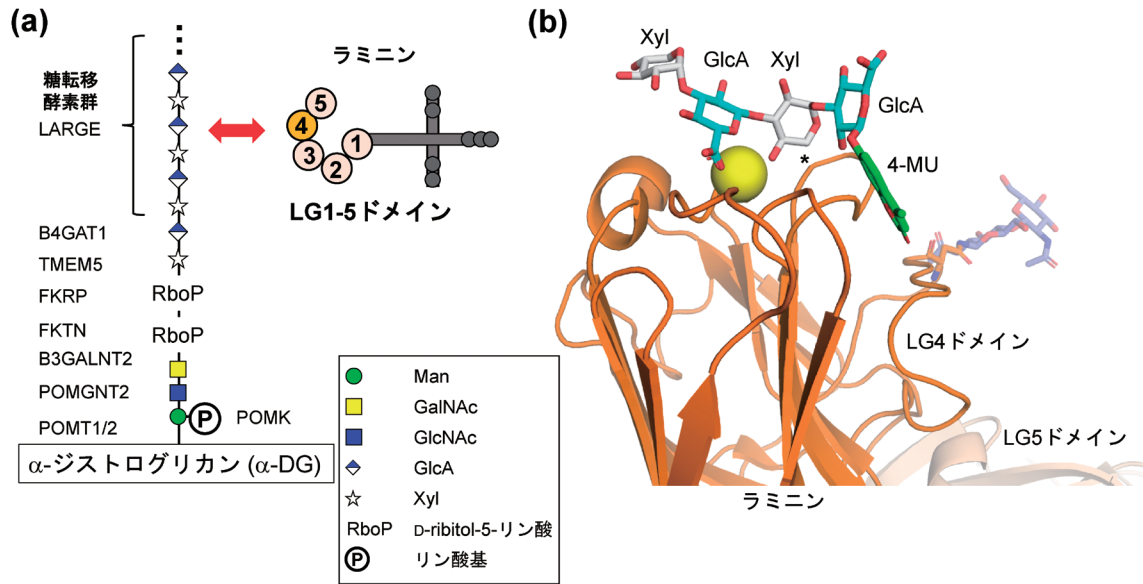 (a)
糖転移
酵素群
LARGE
B4GAT1
TMEM5
FKRP
FKTN
B3GALNT2
POMGNT2
POMT1/2
RboP
RboP
P
POMK
α-ジストログリカン (α-DG)
ラミニン
5
4
3
2
1
LG1-5ドメイン
Man
GalNAc
GlcNAc
GlcA
Xyl
RboP D-ribitol-5-リン酸
P リン酸基
(b)
Xyl
GlcA
Xyl
GlcA
*
4-MU
LG4ドメイン
LG5ドメイン
ラミニン